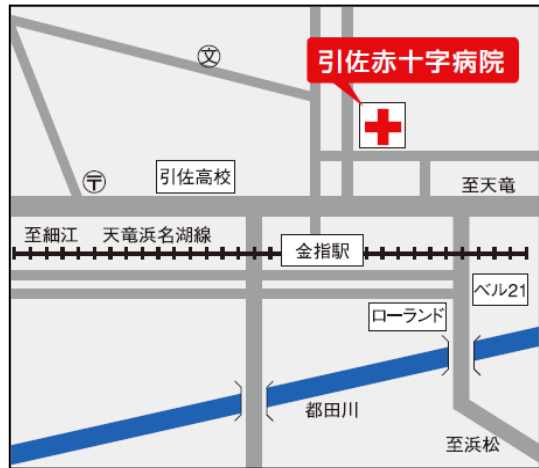 文
引佐赤十字病院
〒
引佐高校
至天竜
至細江
天竜浜名湖線
金指駅
ベル21
ローランド
都田川
至浜松